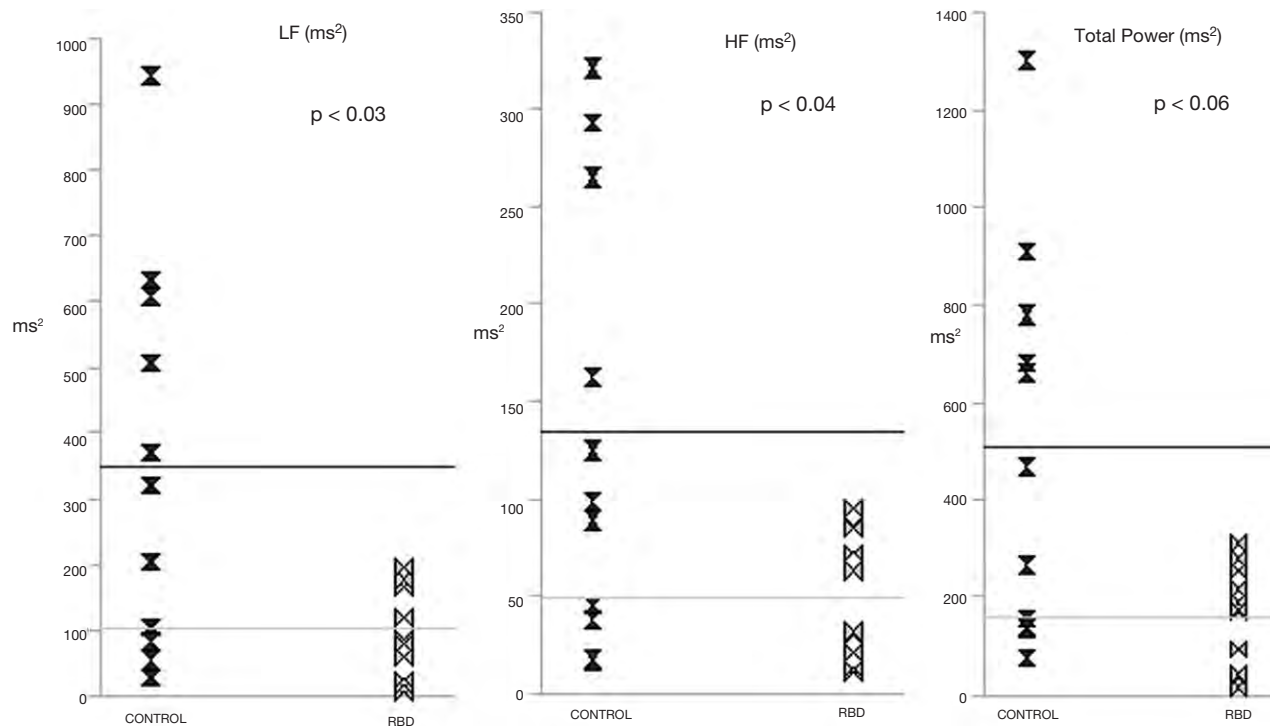 LF (ms²)
p < 0.03
1000
900
800
700
600
500
400
300
200
100
0
ms²
CONTROL
RBD
HF (ms²)
p < 0.04
350
300
250
200
150
100
50
0
ms²
CONTROL
RBD
Total Power (ms²)
p < 0.06
1400
1200
1000
800
600
400
200
0
ms²
CONTROL
RBD